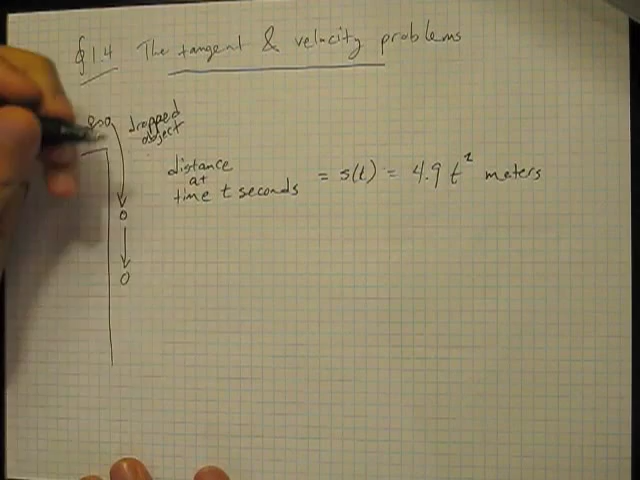 §1.4 The tangent & velocity problems
dropped
object
distance
at
time t seconds = s(t) = 4.9 t² meters